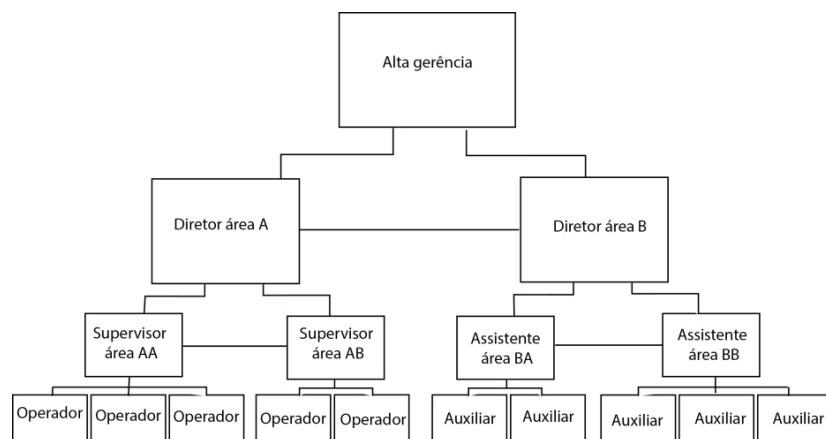 Alta gerência
Diretor área A
Diretor área B
Supervisor
área AA
Supervisor
área AB
Assistente
área BA
Assistente
área BB
Operador
Operador
Operador
Operador
Operador
Auxiliar
Auxiliar
Auxiliar
Auxiliar
Auxiliar